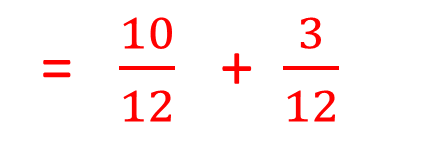 = 10/12 + 3/12